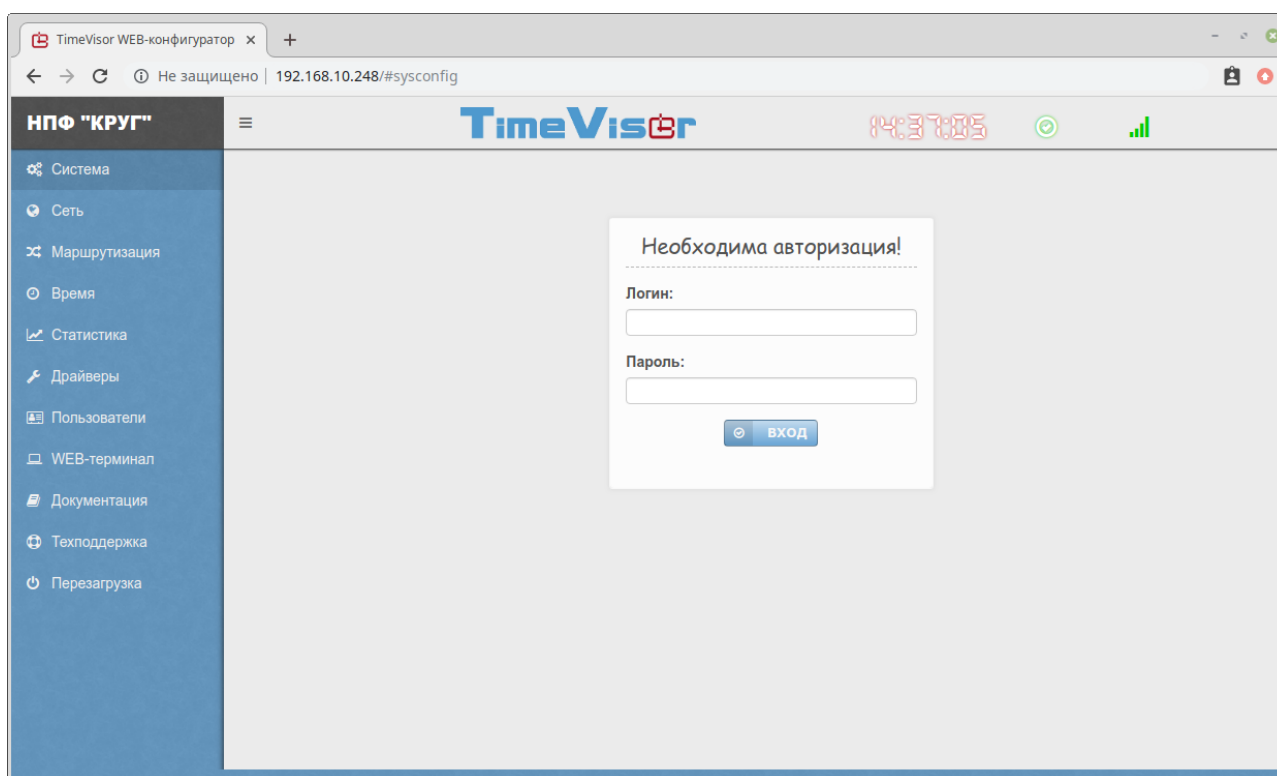 TimeVisor WEB-конфигуратор
Не защищено | 192.168.10.248/#sysconfig
НПФ "КРУГ"
TimeVisor
14:37:05
Система
Сеть
Маршрутизация
Время
Статистика
Драйверы
Пользователи
WEB-терминал
Документация
Техподдержка
Перезагрузка
Необходима авторизация!
Логин:
Пароль:
ВХОД